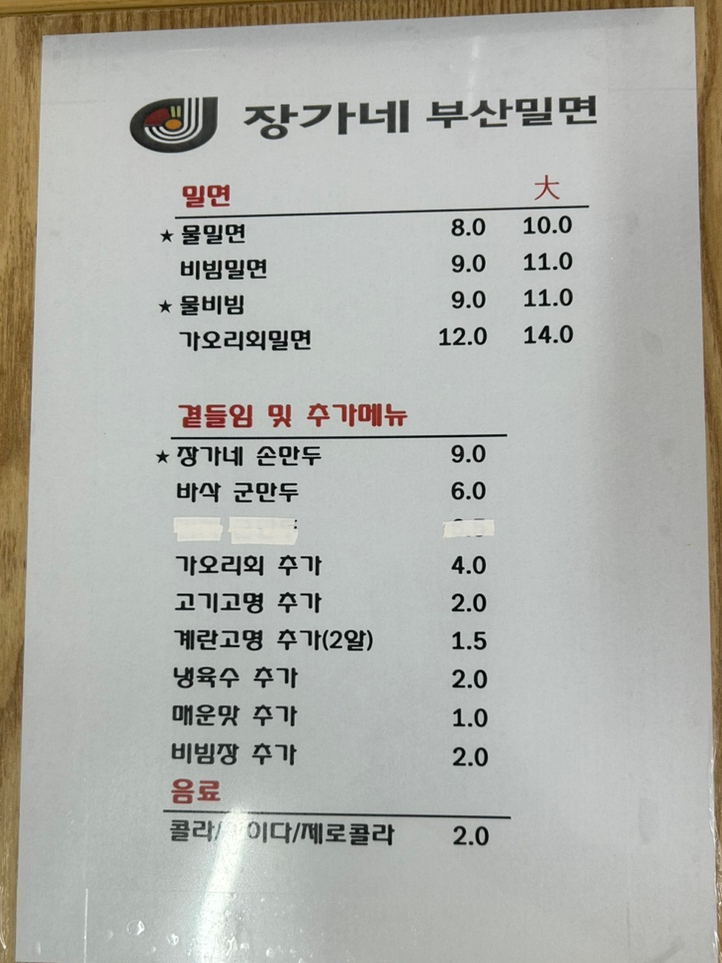 장가네 부산밀면
밀면 大
★ 물밀면 8.0 10.0
비빔밀면 9.0 11.0
★ 물비빔 9.0 11.0
가오리회밀면 12.0 14.0
곁들임 및 추가메뉴
★ 장가네 손만두 9.0
바삭 군만두 6.0
가오리회 추가 4.0
고기고명 추가 2.0
계란고명 추가(2알) 1.5
냉육수 추가 2.0
매운맛 추가 1.0
비빔장 추가 2.0
음료
콜라/ 이다/제로콜라 2.0